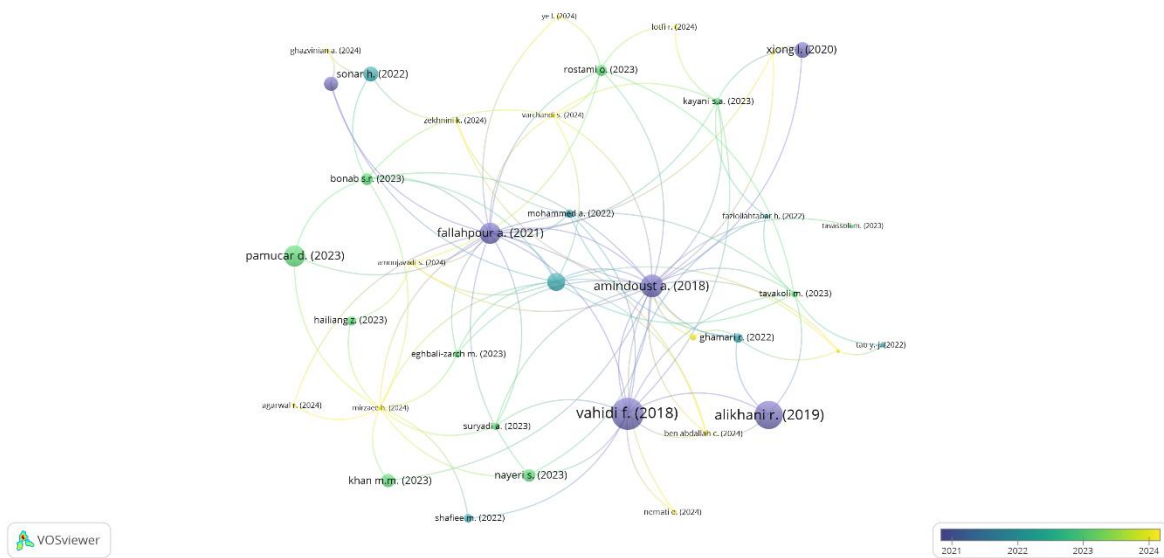 ye l. (2024)
lotfi r. (2024)
ghazvinian a. (2024)
xiong l. (2020)
sonar h. (2022)
rostami o. (2023)
kayani s.a. (2023)
zekhnini k. (2024)
varchandi s. (2024)
bonab s.r. (2023)
mohammed a. (2022)
fazlollahtabar h. (2022)
tavassoli m. (2023)
fallahpour a. (2021)
pamucar d. (2023)
amoujavadi s. (2024)
amindoust a. (2018)
tavakoli m. (2023)
hailiang z. (2023)
ghamari r. (2022)
tao y.-j. (2022)
eghbali-zarch m. (2023)
agarwal r. (2024)
mirzaee h. (2024)
vahidi f. (2018)
alikhani r. (2019)
suryadi a. (2023)
ben abdallah c. (2024)
khan m.m. (2023)
nayeri s. (2023)
shafiee m. (2022)
nemati o. (2024)
VOSviewer
2021 2022 2023 2024